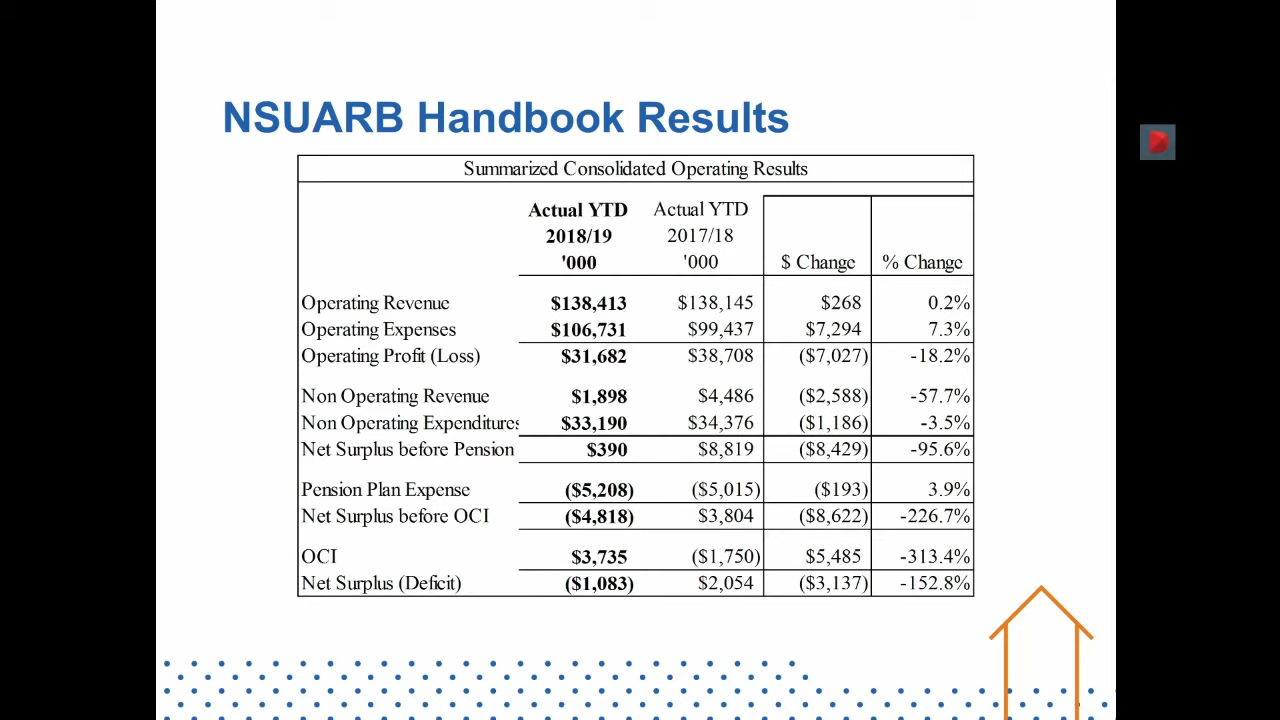 NSUARB Handbook Results
Summarized Consolidated Operating Results
Actual YTD Actual YTD
2018/19 2017/18
'000 '000 $ Change % Change
Operating Revenue $138,413 $138,145 $268 0.2%
Operating Expenses $106,731 $99,437 $7,294 7.3%
Operating Profit (Loss) $31,682 $38,708 ($7,027) -18.2%
Non Operating Revenue $1,898 $4,486 ($2,588) -57.7%
Non Operating Expenditures $33,190 $34,376 ($1,186) -3.5%
Net Surplus before Pension $390 $8,819 ($8,429) -95.6%
Pension Plan Expense ($5,208) ($5,015) ($193) 3.9%
Net Surplus before OCI ($4,818) $3,804 ($8,622) -226.7%
OCI $3,735 ($1,750) $5,485 -313.4%
Net Surplus (Deficit) ($1,083) $2,054 ($3,137) -152.8%